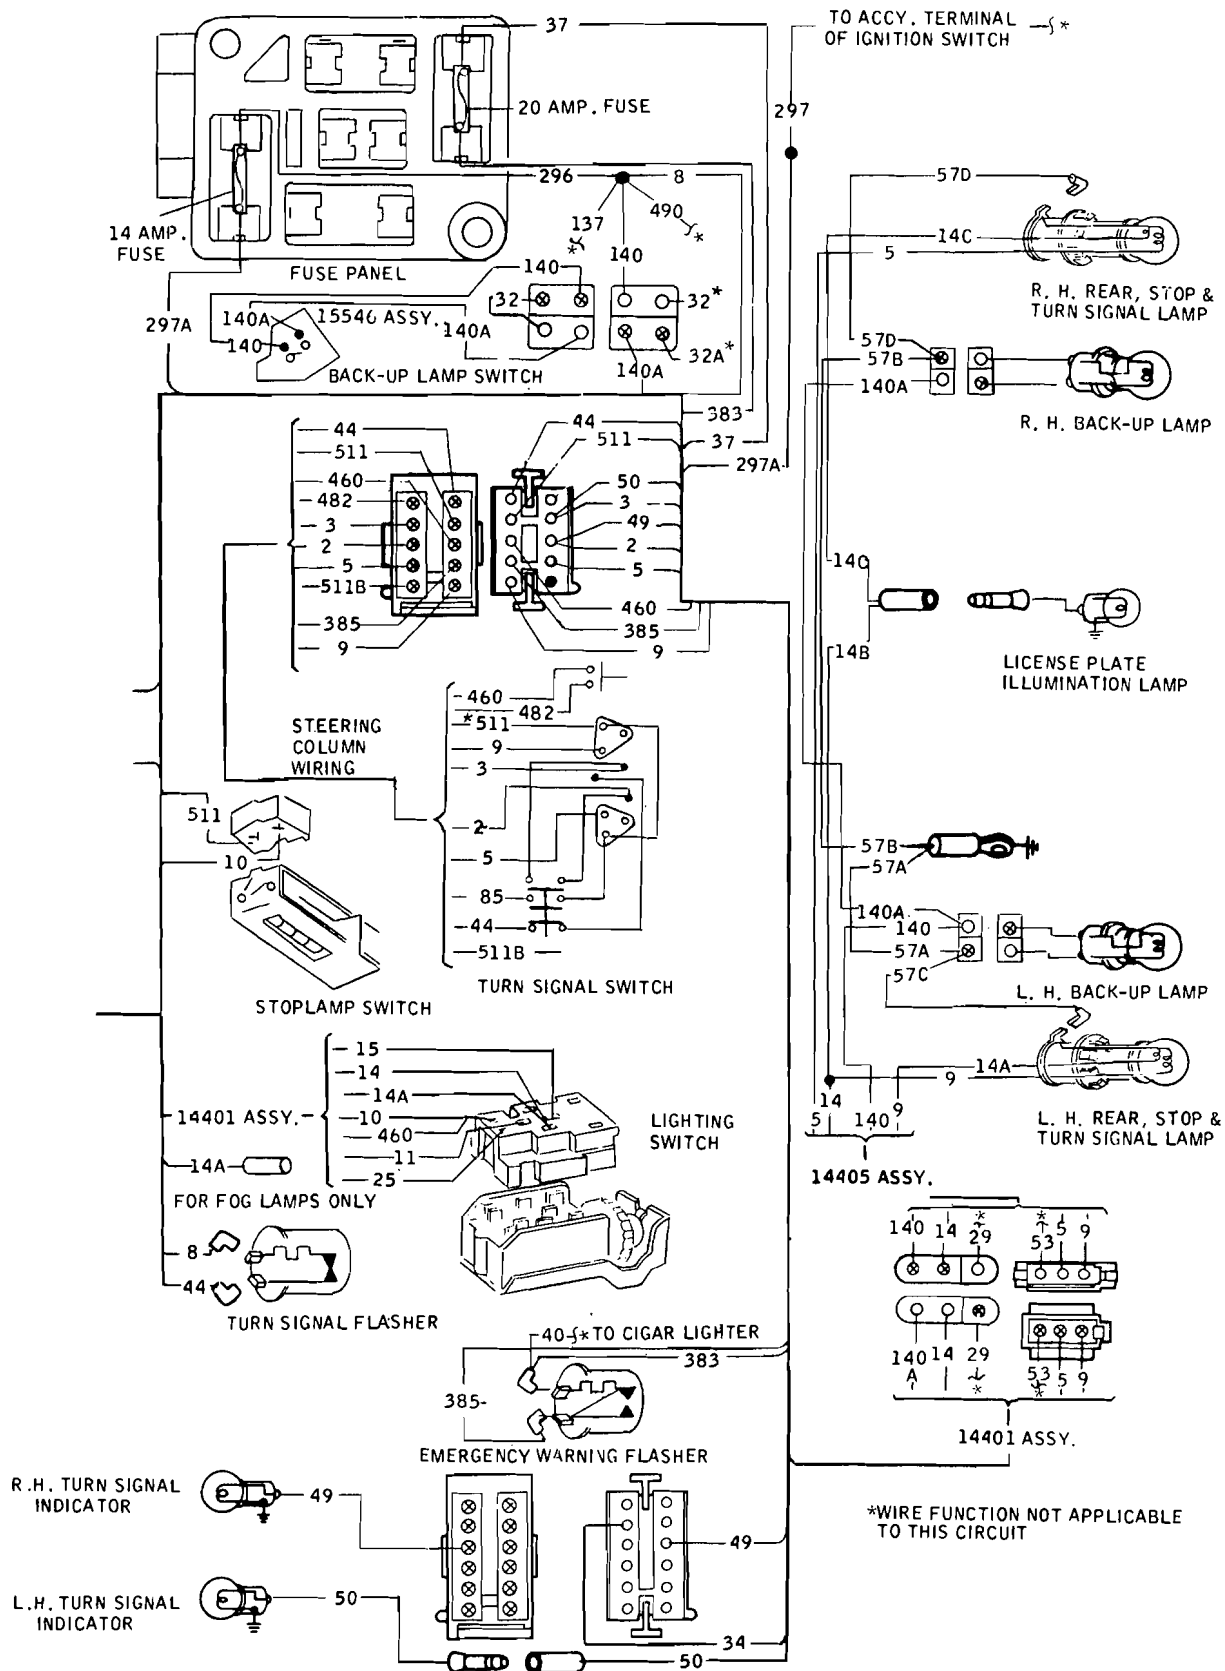 TO ACCY. TERMINAL
OF IGNITION SWITCH
*
37
20 AMP. FUSE
297
296
8
57D
14 AMP.
FUSE
137
490
*
*
14C
5
FUSE PANEL
140
140
R. H. REAR, STOP &
TURN SIGNAL LAMP
297A
140A
15546 ASSY.
140A
32
32*
140
32A*
57D
57B
BACK-UP LAMP SWITCH
140A
140A
383
R. H. BACK-UP LAMP
44
511
460
482
3
2
5
511B
385
9
44
511
37
297A
50
3
49
2
5
460
385
9
14C
14B
LICENSE PLATE
ILLUMINATION LAMP
STEERING
COLUMN
WIRING
460
482
*511
9
3
2
5
85
44
511B
TURN SIGNAL SWITCH
511
10
STOPLAMP SWITCH
57B
57A
140A
140
57A
57C
L. H. BACK-UP LAMP
14A
9
14
5
140
9
L. H. REAR, STOP &
TURN SIGNAL LAMP
14405 ASSY.
15
14
14A
14401 ASSY.
10
460
11
25
LIGHTING
SWITCH
14A
FOR FOG LAMPS ONLY
8
44
TURN SIGNAL FLASHER
140
14
*
29
*
53
5
9
140
A
14
29
*
53
*
5
9
14401 ASSY.
40
* TO CIGAR LIGHTER
383
385
EMERGENCY WARNING FLASHER
R.H. TURN SIGNAL
INDICATOR
49
49
*WIRE FUNCTION NOT APPLICABLE
TO THIS CIRCUIT
L.H. TURN SIGNAL
INDICATOR
50
34
50